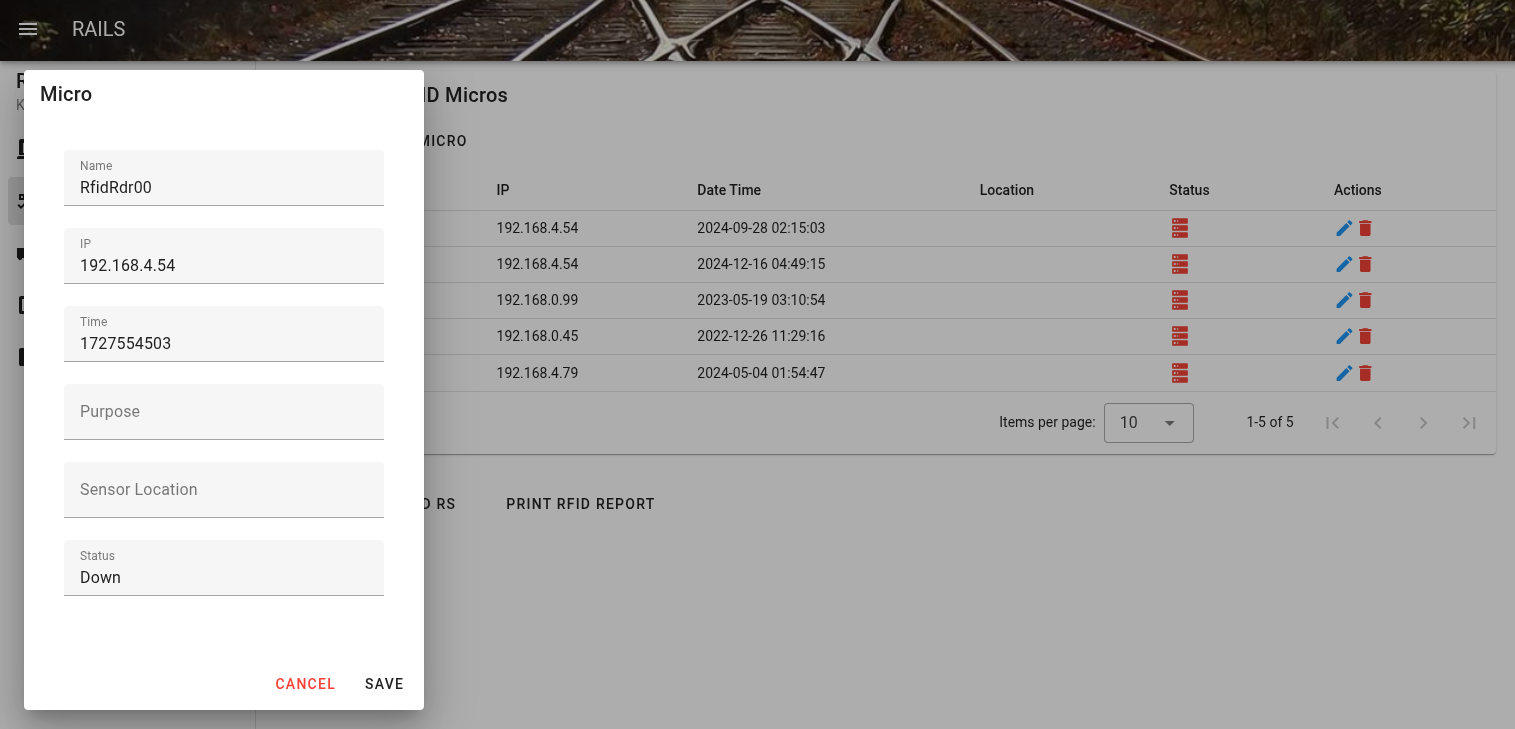 RAILS
Micro
Name
RfidRdr00
IP
192.168.4.54
Time
1727554503
Purpose
Sensor Location
Status
Down
CANCEL SAVE
ID Micros
MICRO
IP Date Time Location Status Actions
192.168.4.54 2024-09-28 02:15:03
192.168.4.54 2024-12-16 04:49:15
192.168.0.99 2023-05-19 03:10:54
192.168.0.45 2022-12-26 11:29:16
192.168.4.79 2024-05-04 01:54:47
Items per page: 10 1-5 of 5
D RS PRINT RFID REPORT